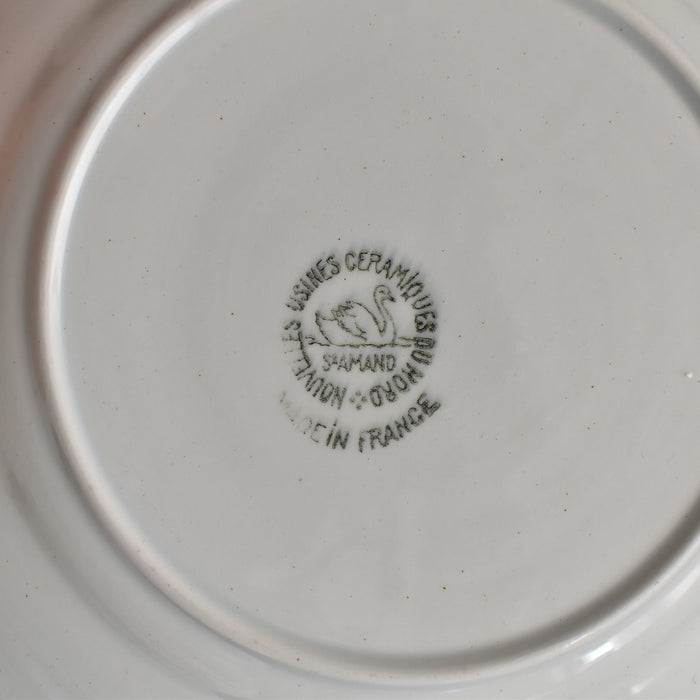 NOUVELLES USINES CERAMIQUES DU NORD
St AMAND
MADE IN FRANCE